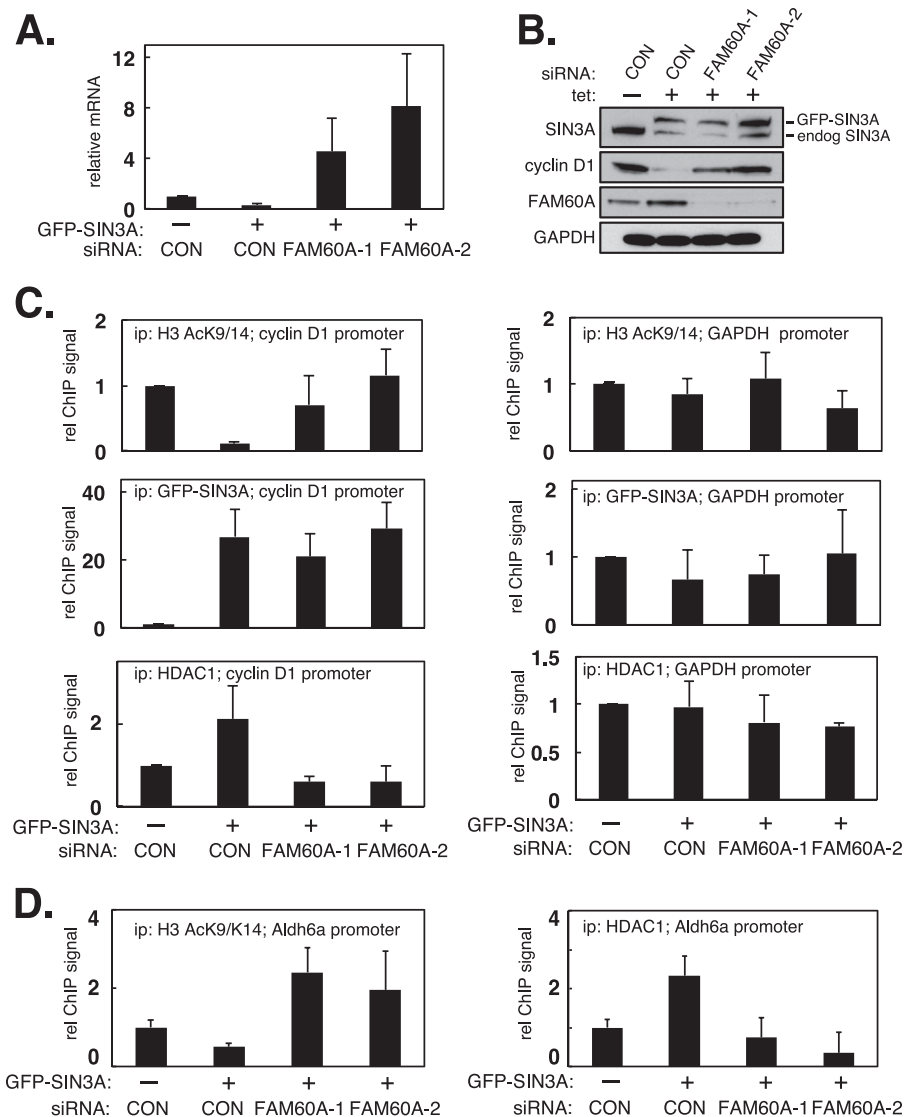 A.
12
8
4
0
relative mRNA
GFP-SIN3A: – + + +
siRNA: CON CON FAM60A-1 FAM60A-2
B.
siRNA: CON CON FAM60A-1 FAM60A-2
tet: – + + +
SIN3A
GFP-SIN3A
endog SIN3A
cyclin D1
FAM60A
GAPDH
C.
ip: H3 AcK9/14; cyclin D1 promoter
2
1
0
rel ChIP signal
ip: H3 AcK9/14; GAPDH promoter
2
1
0
rel ChIP signal
ip: GFP-SIN3A; cyclin D1 promoter
40
20
0
rel ChIP signal
ip: GFP-SIN3A; GAPDH promoter
2
1
0
rel ChIP signal
ip: HDAC1; cyclin D1 promoter
2
1
0
rel ChIP signal
GFP-SIN3A: – + + +
siRNA: CON CON FAM60A-1 FAM60A-2
ip: HDAC1; GAPDH promoter
1.5
1
0.5
0
rel ChIP signal
GFP-SIN3A: – + + +
siRNA: CON CON FAM60A-1 FAM60A-2
D.
ip: H3 AcK9/K14; Aldh6a promoter
4
2
0
rel ChIP signal
GFP-SIN3A: – + + +
siRNA: CON CON FAM60A-1 FAM60A-2
ip: HDAC1; Aldh6a promoter
4
2
0
rel ChIP signal
GFP-SIN3A: – + + +
siRNA: CON CON FAM60A-1 FAM60A-2